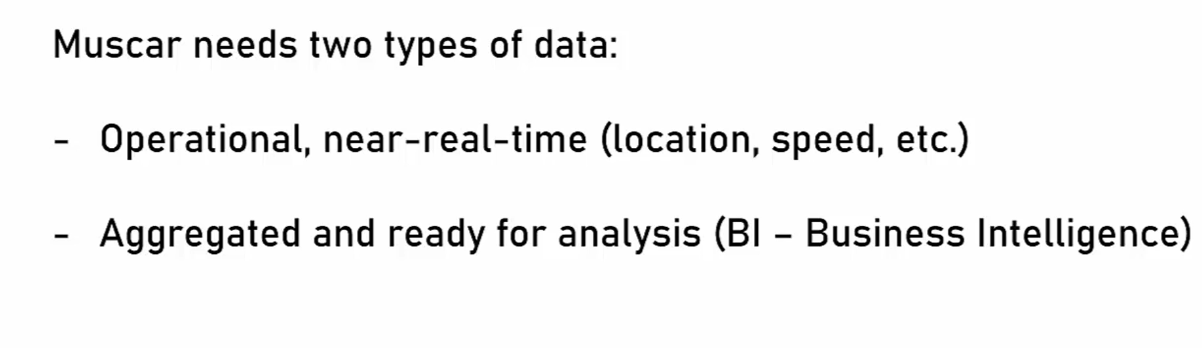 Muscar needs two types of data:
- Operational, near-real-time (location, speed, etc.)
- Aggregated and ready for analysis (BI – Business Intelligence)